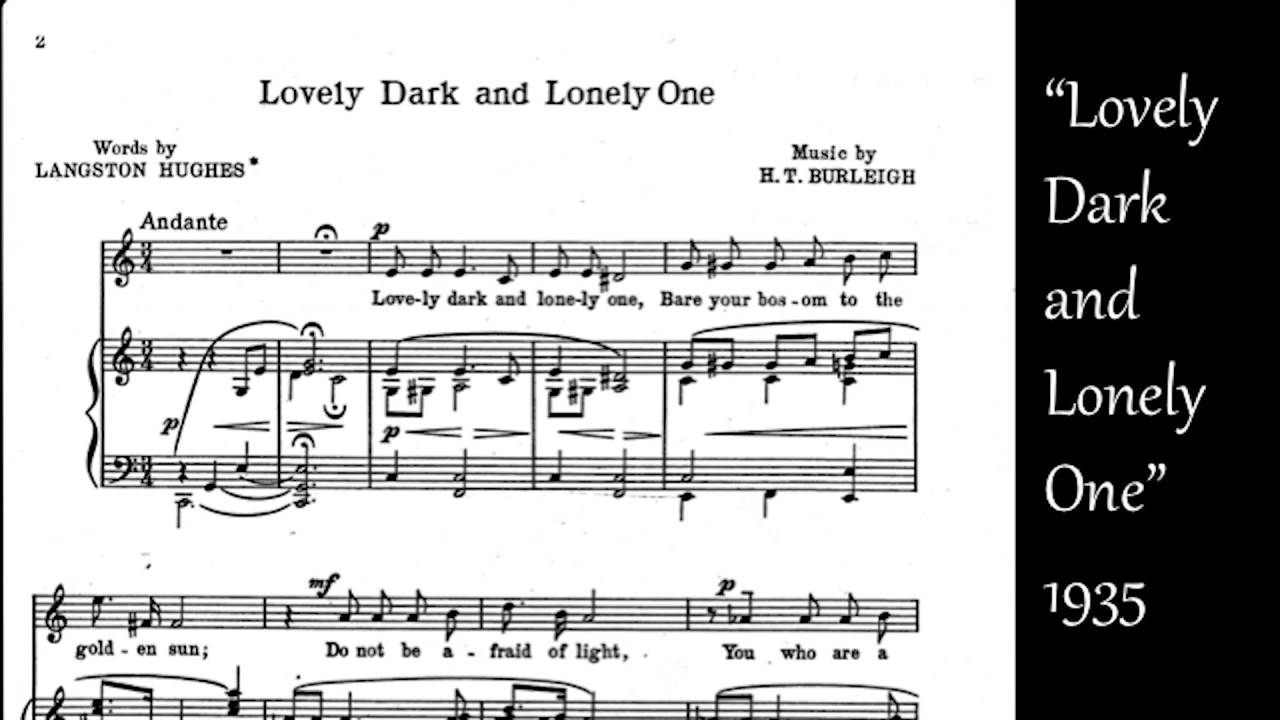 2
Lovely Dark and Lonely One
Words by
LANGSTON HUGHES*
Music by
H. T. BURLEIGH
Andante
p
Love-ly dark and lone-ly one, Bare your bos-om to the
p
p
mf
p
gold-en sun; Do not be a-fraid of light, You who are a
“Lovely
Dark
and
Lonely
One”
1935